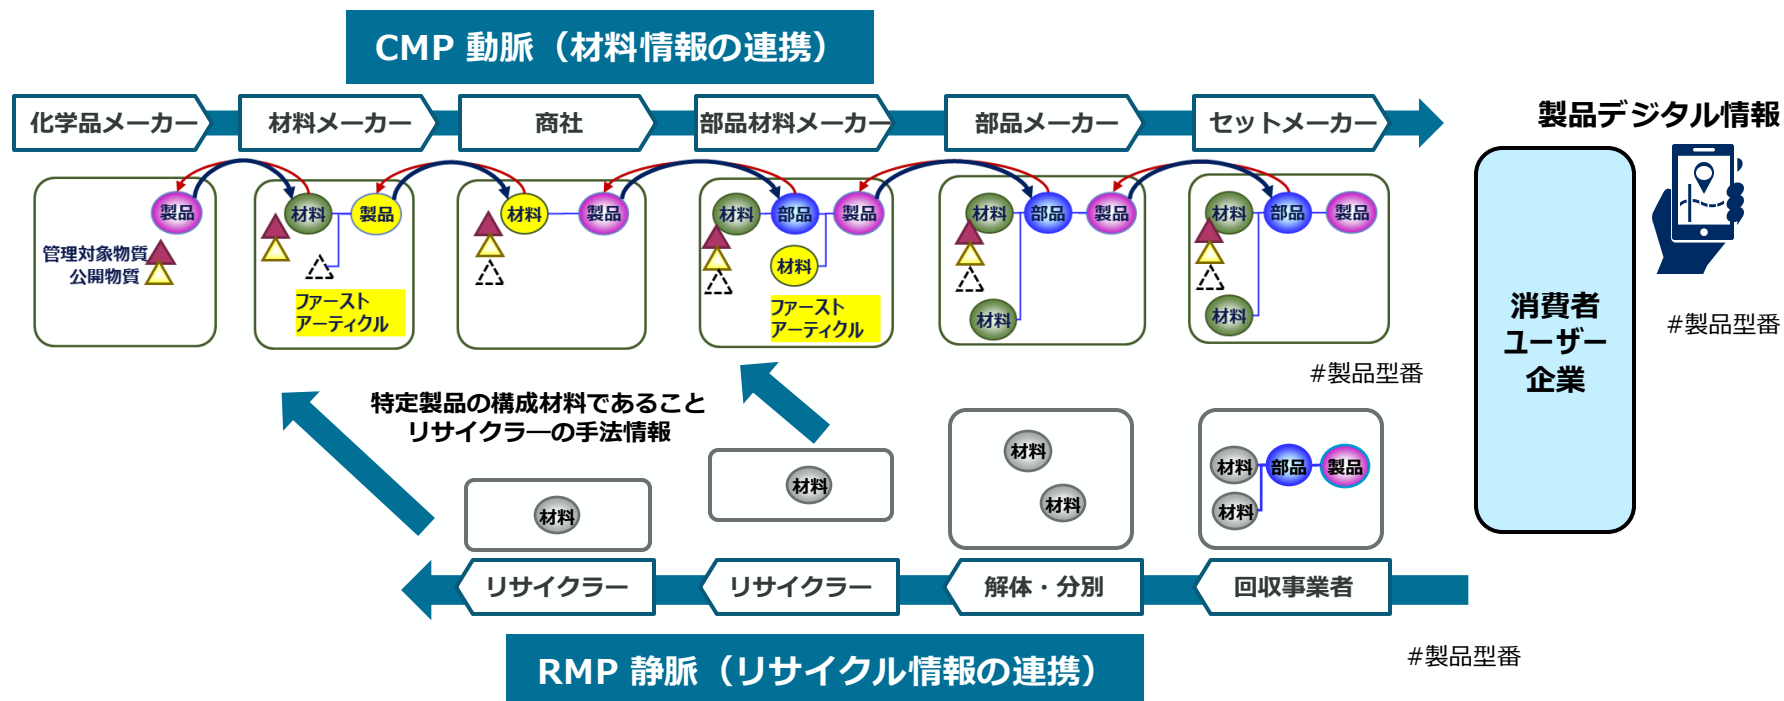 CMP 動脈（材料情報の連携）
化学品メーカー
材料メーカー
商社
部品材料メーカー
部品メーカー
セットメーカー
製品デジタル情報
製品
材料
製品
材料
製品
材料
部品
製品
材料
部品
製品
材料
部品
製品
管理対象物質
公開物質
材料
材料
材料
ファースト
アーティクル
ファースト
アーティクル
消費者
ユーザー
企業
#製品型番
#製品型番
特定製品の構成材料であること
リサイクラーの手法情報
材料
材料
材料
材料
材料
部品
製品
材料
リサイクラー
リサイクラー
解体・分別
回収事業者
RMP 静脈（リサイクル情報の連携）
#製品型番